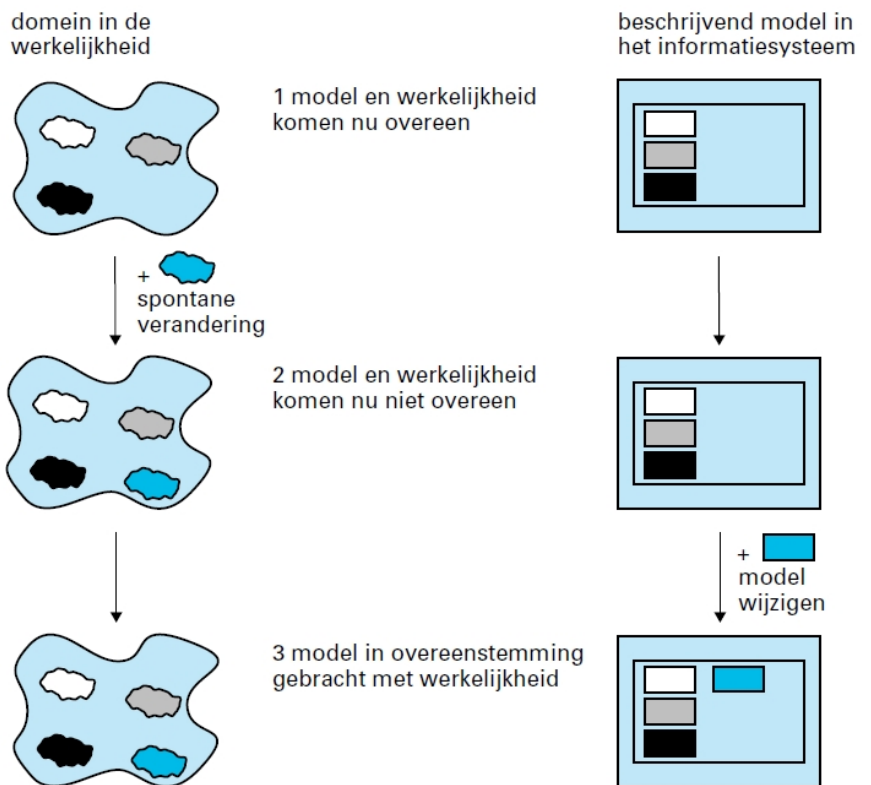 domein in de
werkelijkheid
beschrijvend model in
het informatiesysteem
1 model en werkelijkheid
komen nu overeen
+
spontane
verandering
2 model en werkelijkheid
komen nu niet overeen
+
model
wijzigen
3 model in overeenstemming
gebracht met werkelijkheid